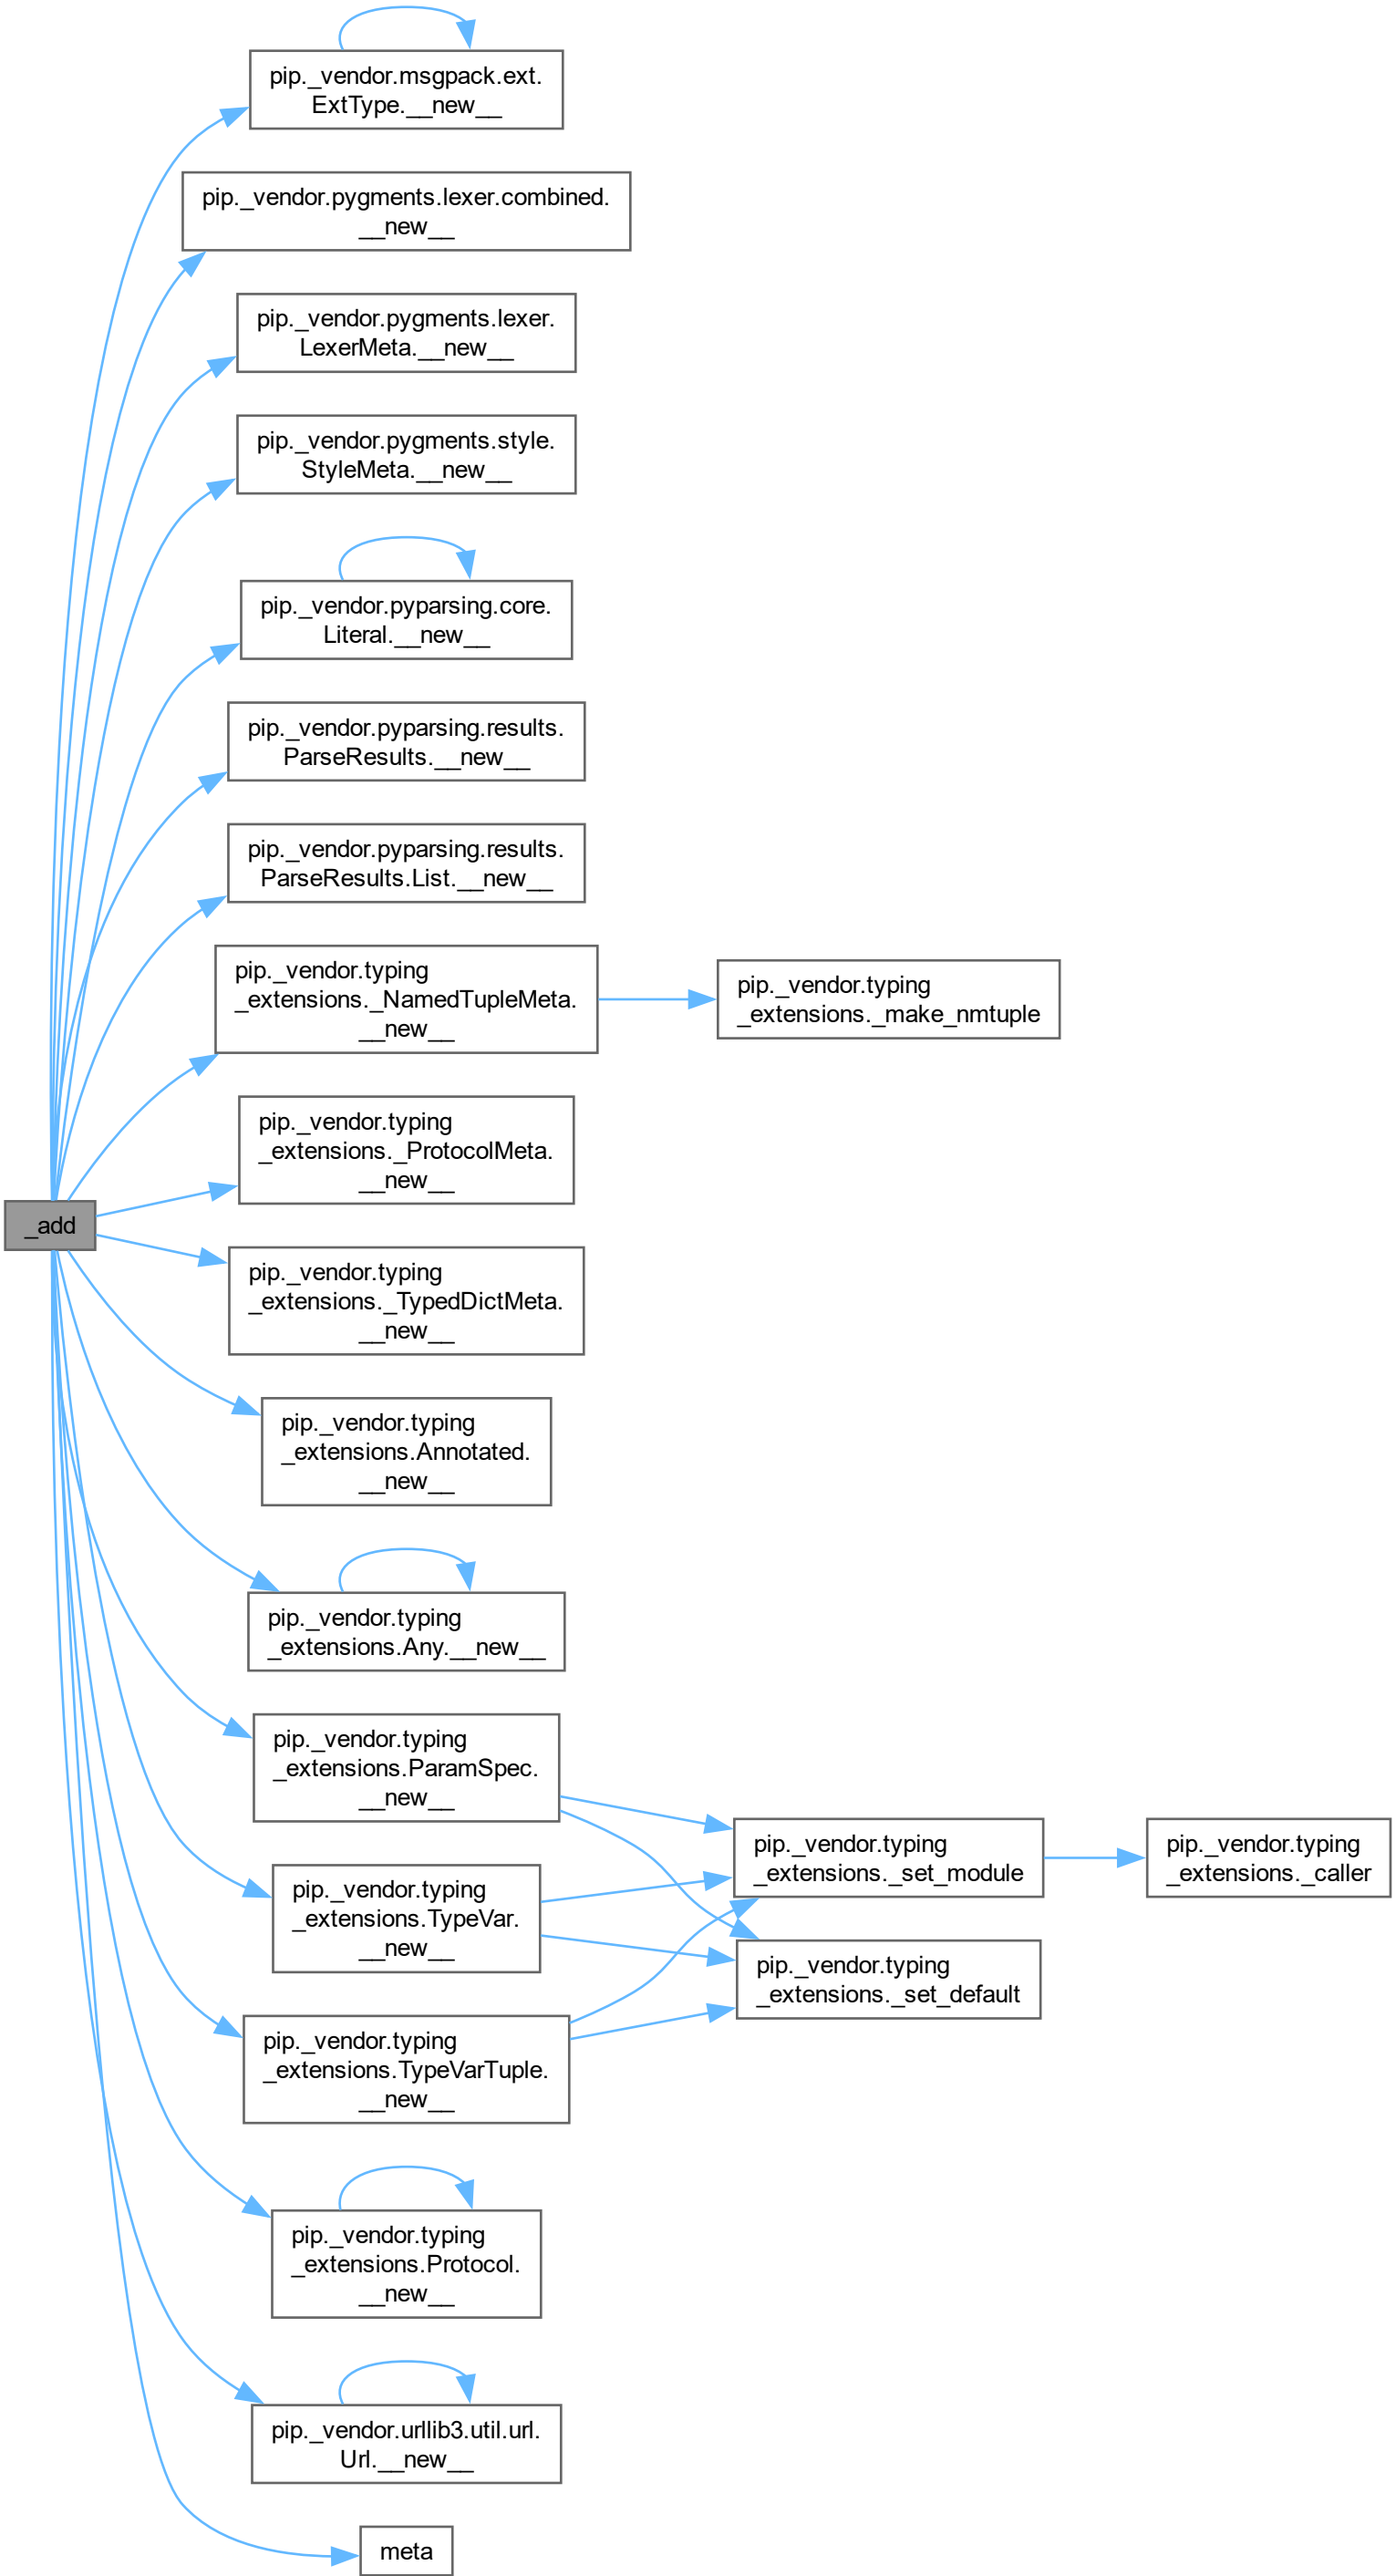 pip._vendor.msgpack.ext.
ExtType.__new__
pip._vendor.pygments.lexer.combined.
__new__
pip._vendor.pygments.lexer.
LexerMeta.__new__
pip._vendor.pygments.style.
StyleMeta.__new__
pip._vendor.pyparsing.core.
Literal.__new__
pip._vendor.pyparsing.results.
ParseResults.__new__
pip._vendor.pyparsing.results.
ParseResults.List.__new__
pip._vendor.typing
_extensions._NamedTupleMeta.
__new__
pip._vendor.typing
_extensions._make_nmtuple
pip._vendor.typing
_extensions._ProtocolMeta.
__new__
_add
pip._vendor.typing
_extensions._TypedDictMeta.
__new__
pip._vendor.typing
_extensions.Annotated.
__new__
pip._vendor.typing
_extensions.Any.__new__
pip._vendor.typing
_extensions.ParamSpec.
__new__
pip._vendor.typing
_extensions.TypeVar.
__new__
pip._vendor.typing
_extensions._set_module
pip._vendor.typing
_extensions._caller
pip._vendor.typing
_extensions._set_default
pip._vendor.typing
_extensions.TypeVarTuple.
__new__
pip._vendor.typing
_extensions.Protocol.
__new__
pip._vendor.urllib3.util.url.
Url.__new__
meta